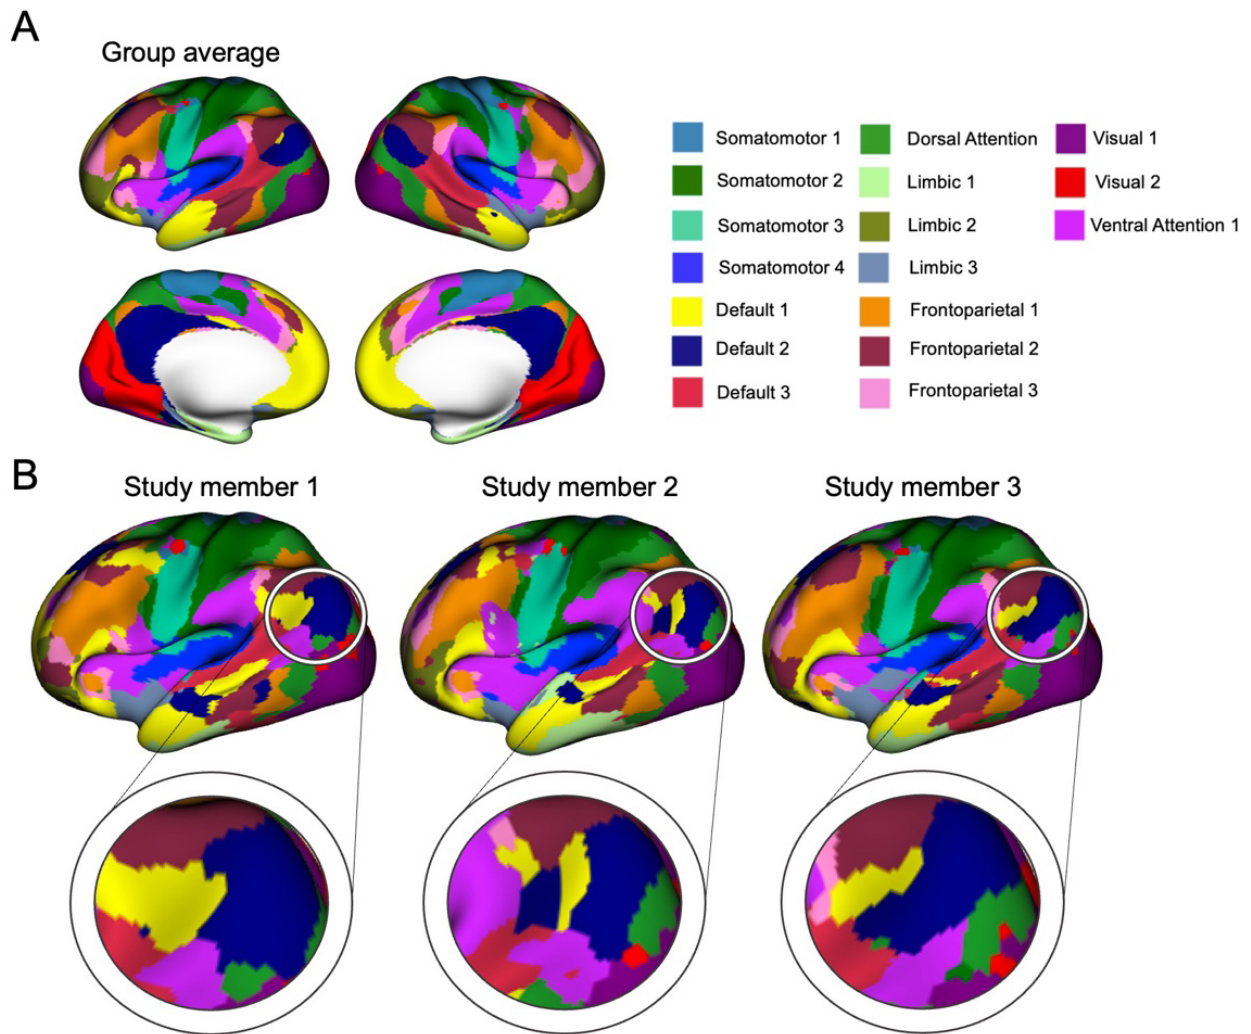 A
Group average
Somatomotor 1
Somatomotor 2
Somatomotor 3
Somatomotor 4
Default 1
Default 2
Default 3
Dorsal Attention
Limbic 1
Limbic 2
Limbic 3
Frontoparietal 1
Frontoparietal 2
Frontoparietal 3
Visual 1
Visual 2
Ventral Attention 1
B
Study member 1
Study member 2
Study member 3